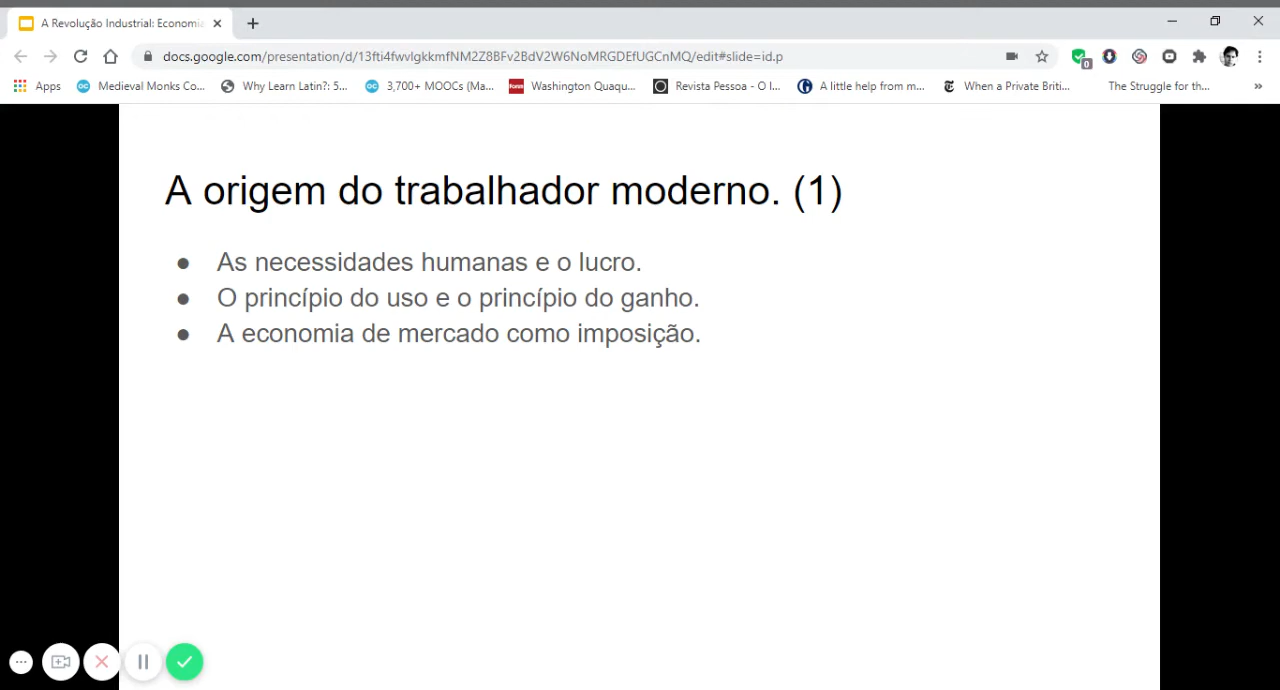 A Revolução Industrial: Economi
docs.google.com/presentation/d/13fti4fwvlgkkmfNM2Z8BFv2BdV2W6NoMRGDEfUGCnMQ/edit#slide=id.p
0
Apps Medieval Monks Co... Why Learn Latin?: 5... 3,700+ MOOCs (Ma... Washington Quaqu... Revista Pessoa - O l... A little help from m... When a Private Briti... The Struggle for th... »
A origem do trabalhador moderno. (1)
● As necessidades humanas e o lucro.
● O princípio do uso e o princípio do ganho.
● A economia de mercado como imposição.